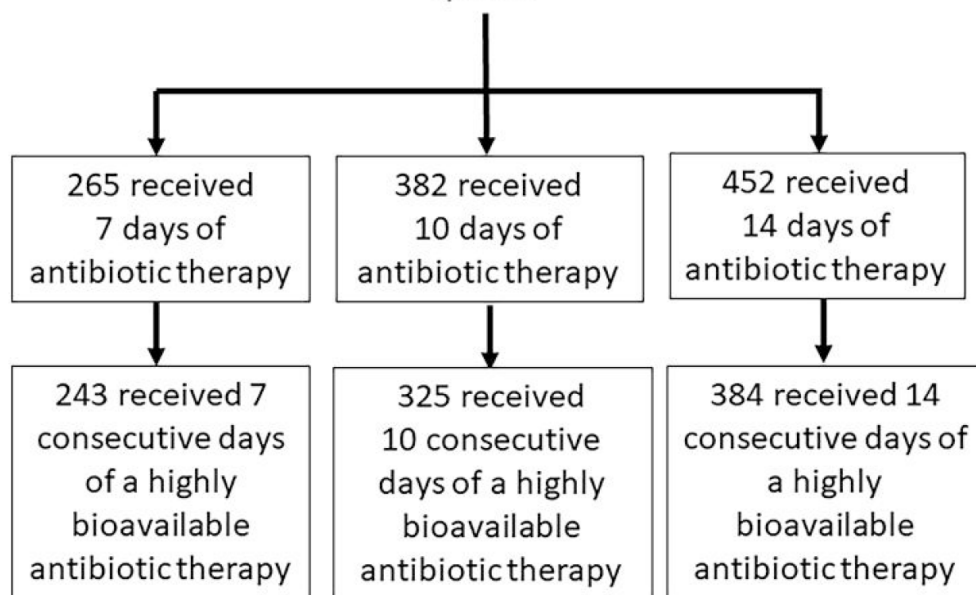 265 received
7 days of
antibiotic therapy
382 received
10 days of
antibiotic therapy
452 received
14 days of
antibiotic therapy
243 received 7
consecutive days
of a highly
bioavailable
antibiotic therapy
325 received
10 consecutive
days of a highly
bioavailable
antibiotic therapy
384 received 14
consecutive days of
a highly
bioavailable
antibiotic therapy